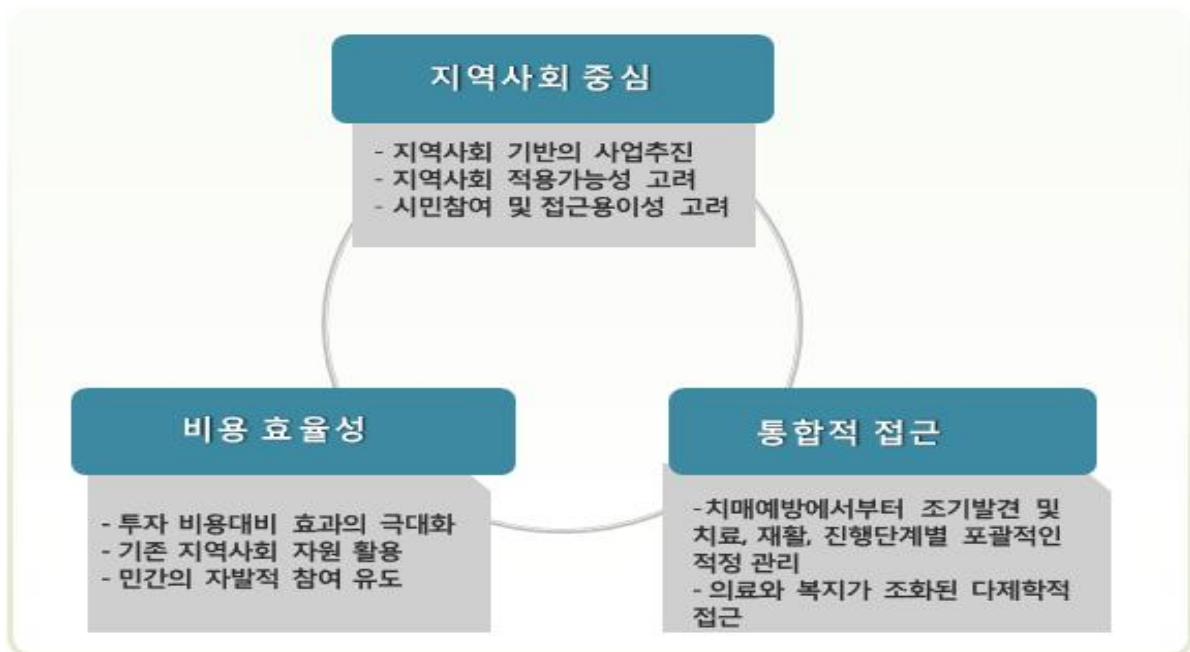 지역사회 중심
- 지역사회 기반의 사업추진
- 지역사회 적용가능성 고려
- 시민참여 및 접근용이성 고려
비용 효율성
- 투자 비용대비 효과의 극대화
- 기존 지역사회 자원 활용
- 민간의 자발적 참여 유도
통합적 접근
-치매예방에서부터 조기발견 및
치료, 재활, 진행단계별 포괄적인
적정 관리
- 의료와 복지가 조화된 다제학적
접근